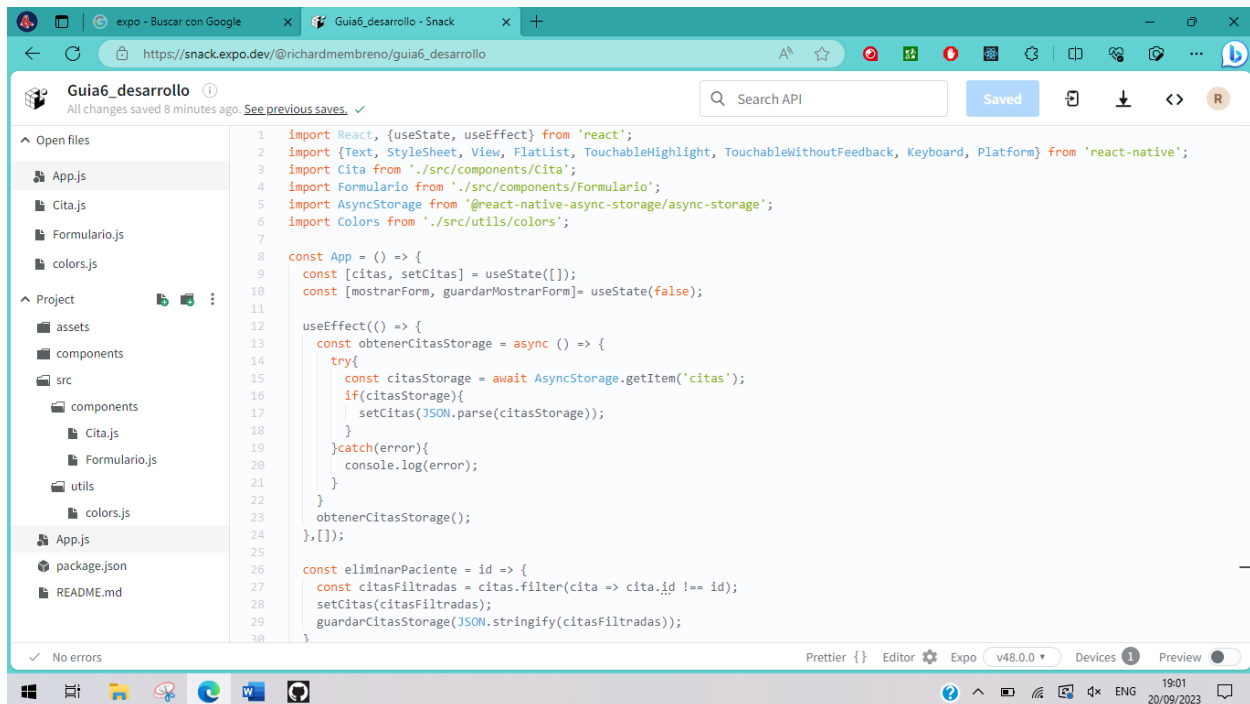 expo - Buscar con Google
Guia6_desarrollo - Snack
https://snack.expo.dev/@richardmembreno/guia6_desarrollo
Guia6_desarrollo
All changes saved 8 minutes ago. See previous saves.
Search API
Saved
R
Open files
App.js
Cita.js
Formulario.js
colors.js
Project
assets
components
src
components
Cita.js
Formulario.js
utils
colors.js
App.js
package.json
README.md
1 import React, {useState, useEffect} from 'react';
2 import {Text, StyleSheet, View, FlatList, TouchableHighlight, TouchableWithoutFeedback, Keyboard, Platform} from 'react-native';
3 import Cita from './src/components/Cita';
4 import Formulario from './src/components/Formulario';
5 import AsyncStorage from '@react-native-async-storage/async-storage';
6 import Colors from './src/utils/colors';
7
8 const App = () => {
9 const [citas, setCitas] = useState([]);
10 const [mostrarForm, guardarMostrarForm]= useState(false);
11
12 useEffect(() => {
13 const obtenerCitasStorage = async () => {
14 try{
15 const citasStorage = await AsyncStorage.getItem('citas');
16 if(citasStorage){
17 setCitas(JSON.parse(citasStorage));
18 }
19 }catch(error){
20 console.log(error);
21 }
22 }
23 obtenerCitasStorage();
24 },[]);
25
26 const eliminarPaciente = id => {
27 const citasFiltradas = citas.filter(cita => cita.id !== id);
28 setCitas(citasFiltradas);
29 guardarCitasStorage(JSON.stringify(citasFiltradas));
30 }
No errors
Prettier {} Editor Expo v48.0.0 Devices 1 Preview
ENG
19:01
20/09/2023